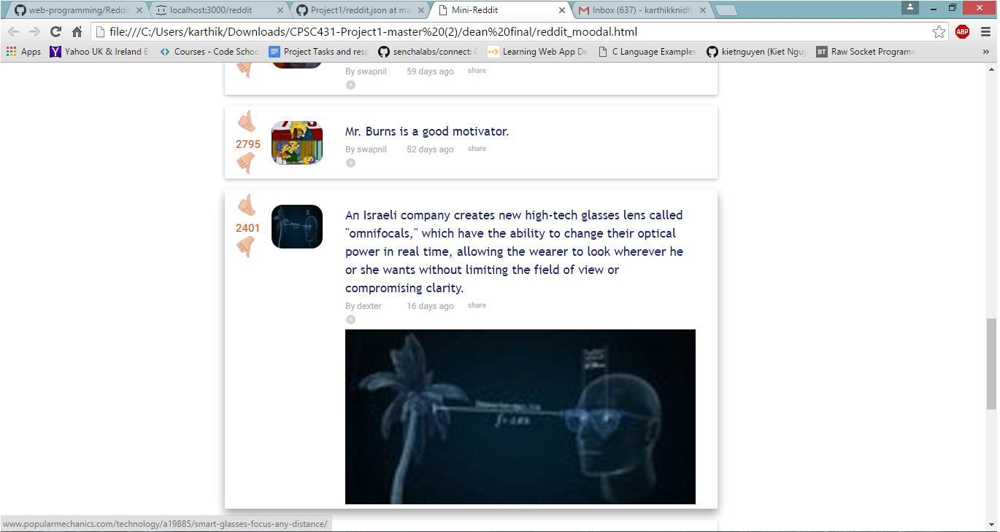 web-programming/Reddi
localhost:3000/reddit
Project1/reddit.json at ma
Mini-Reddit
Inbox (637) - karthikknidh
file:///C:/Users/karthik/Downloads/CPSC431-Project1-master%20(2)/dean%20final/reddit_moodal.html
ABP
Apps
Yahoo UK & Ireland E
Courses - Code Schoo
Project Tasks and resp
senchalabs/connect: C
Learning Web App De
C Language Examples
kietnguyen (Kiet Nguy
BT Raw Socket Programm
»
By swapnil 59 days ago share
2795
Mr. Burns is a good motivator.
By swapnil 52 days ago share
2401
An Israeli company creates new high-tech glasses lens called
"omnifocals," which have the ability to change their optical
power in real time, allowing the wearer to look wherever he
or she wants without limiting the field of view or
compromising clarity.
By dexter 16 days ago share
www.popularmechanics.com/technology/a19885/smart-glasses-focus-any-distance/